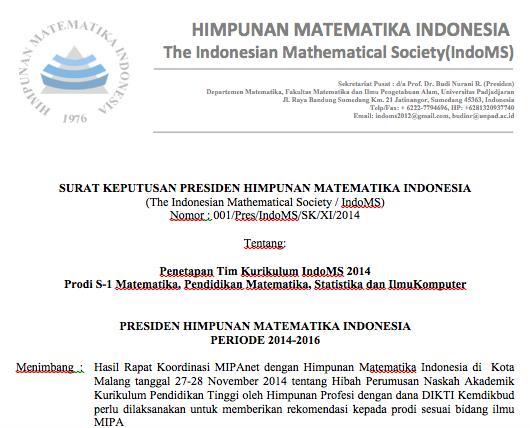 HIMPUNAN MATEMATIKA INDONESIA
1976
HIMPUNAN MATEMATIKA INDONESIA
The Indonesian Mathematical Society(IndoMS)
Sekretariat Pusat : d/a Prof. Dr. Budi Nurani R. (Presiden)
Departemen Matematika, Fakultas Matematika dan Ilmu Pengetahuan Alam, Universitas Padjadjaran
Jl. Raya Bandung Sumedang Km. 21 Jatinangor, Sumedang 45363, Indonesia
Telp/Fax: + 6222-7794696, HP: +6281320937740
Email: indoms2012@gmail.com, budinr@unpad.ac.id
SURAT KEPUTUSAN PRESIDEN HIMPUNAN MATEMATIKA INDONESIA
(The Indonesian Mathematical Society / IndoMS)
Nomor : 001/Pres/IndoMS/SK/XI/2014
Tentang:
Penetapan Tim Kurikulum IndoMS 2014
Prodi S-1 Matematika, Pendidikan Matematika, Statistika dan IlmuKomputer
PRESIDEN HIMPUNAN MATEMATIKA INDONESIA
PERIODE 2014-2016
Menimbang : Hasil Rapat Koordinasi MIPAnet dengan Himpunan Matematika Indonesia di Kota
Malang tanggal 27-28 November 2014 tentang Hibah Perumusan Naskah Akademik
Kurikulum Pendidikan Tinggi oleh Himpunan Profesi dengan dana DIKTI Kemdikbud
perlu dilaksanakan untuk memberikan rekomendasi kepada prodi sesuai bidang ilmu
MIPA